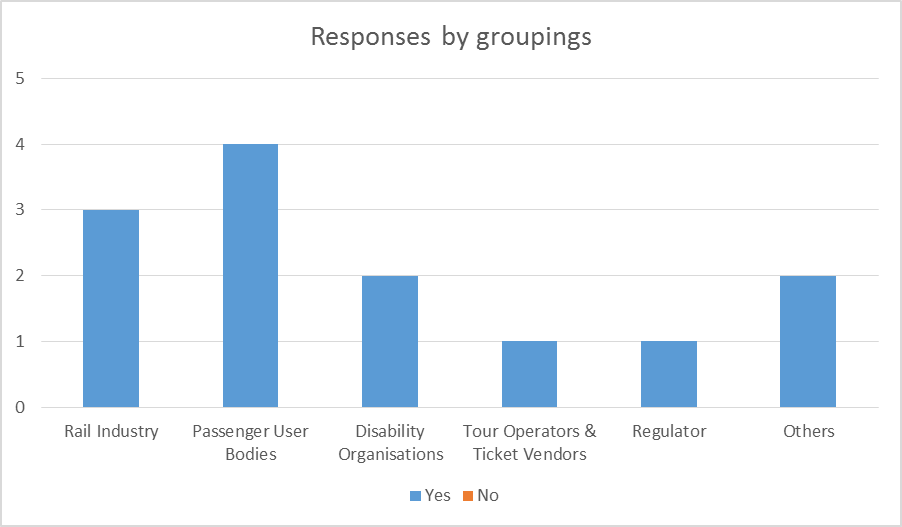 Responses by groupings
5
4
3
2
1
0
Rail Industry
Passenger User
Bodies
Disability
Organisations
Tour Operators &
Ticket Vendors
Regulator
Others
Yes No